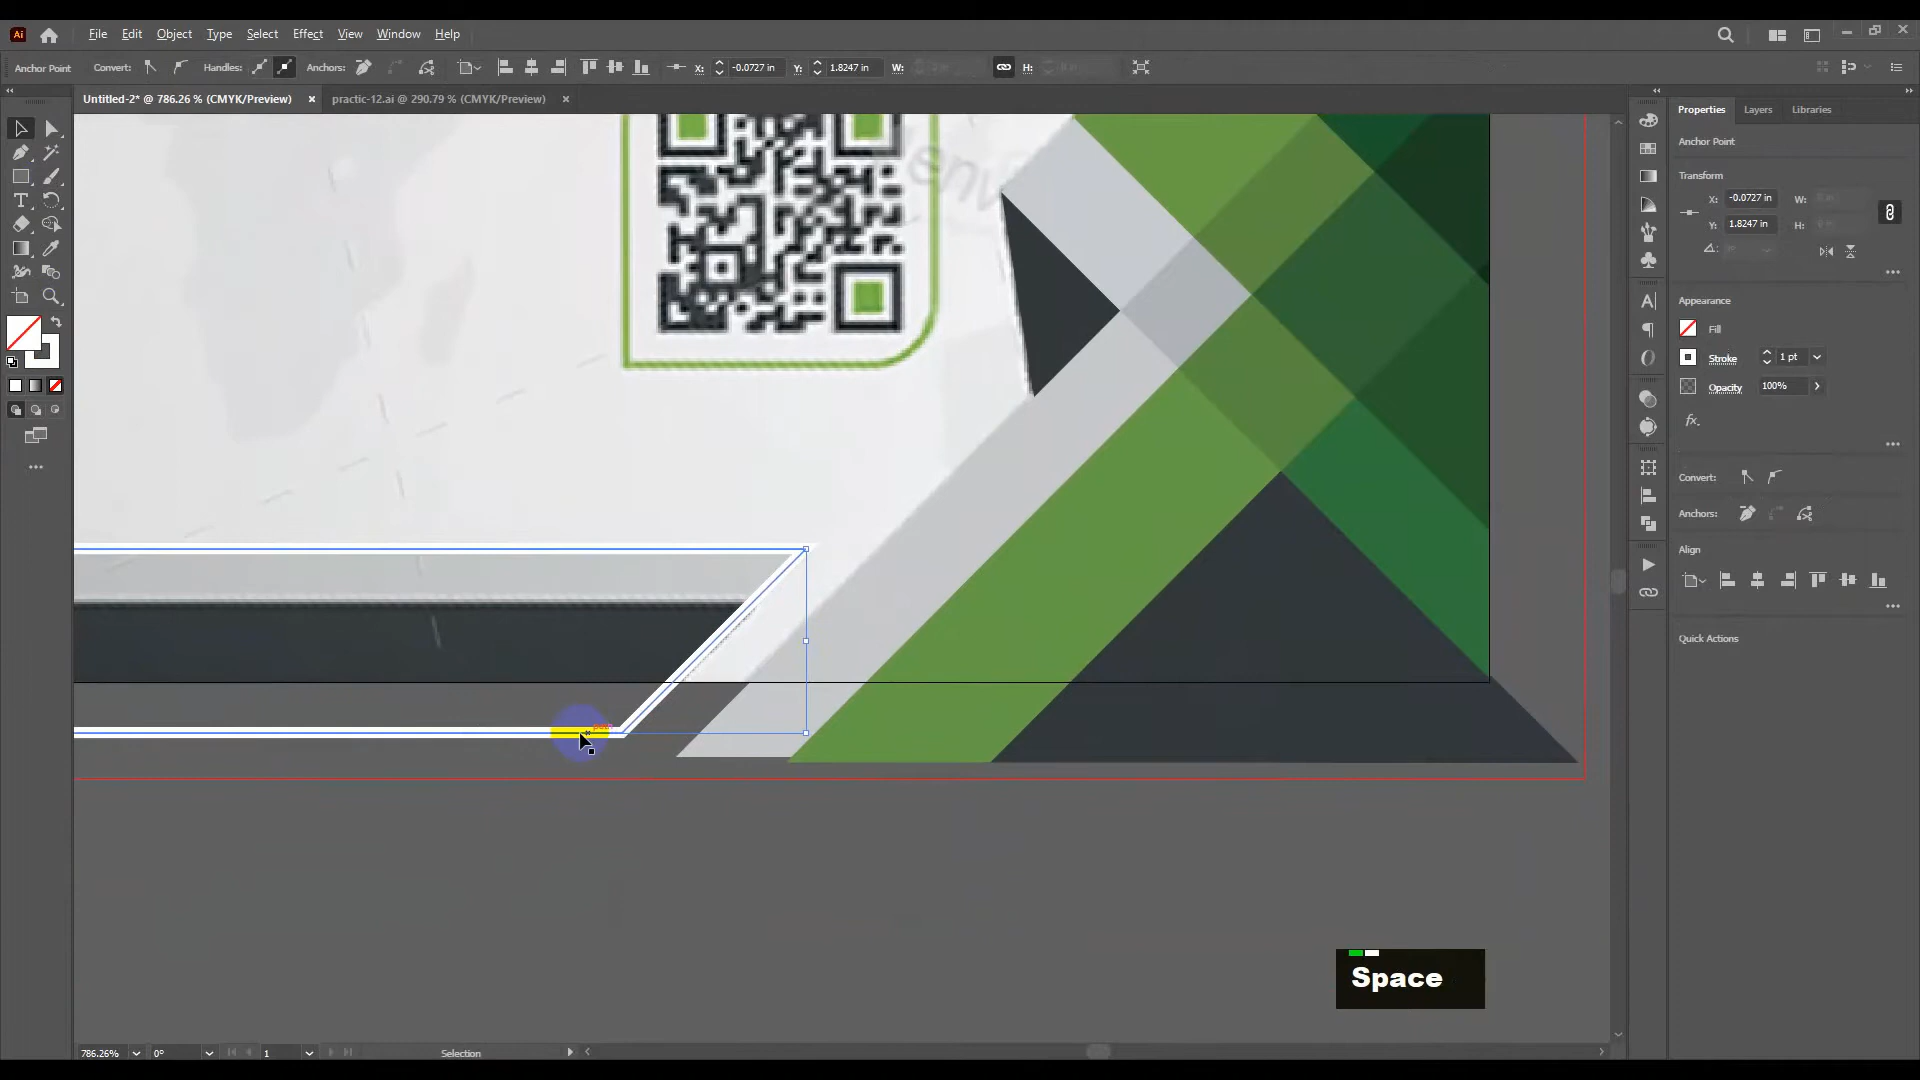 Ai File Edit Object Type Select Effect View Window Help
Anchor Point Convert: Handles: Anchors: X: -0.0727 in Y: 1.8247 in W: H:
Untitled-2* @ 786.26 % (CMYK/Preview) × practic-12.ai @ 290.79 % (CMYK/Preview) ×
Properties Layers Libraries
Anchor Point
Transform
X: -0.0727 in W:
Y: 1.8247 in H:
Appearance
Fill
Stroke 1 pt
Opacity 100%
fx.
Convert:
Anchors:
Align
Quick Actions
path
Space
786.26% 0° 1 Selection